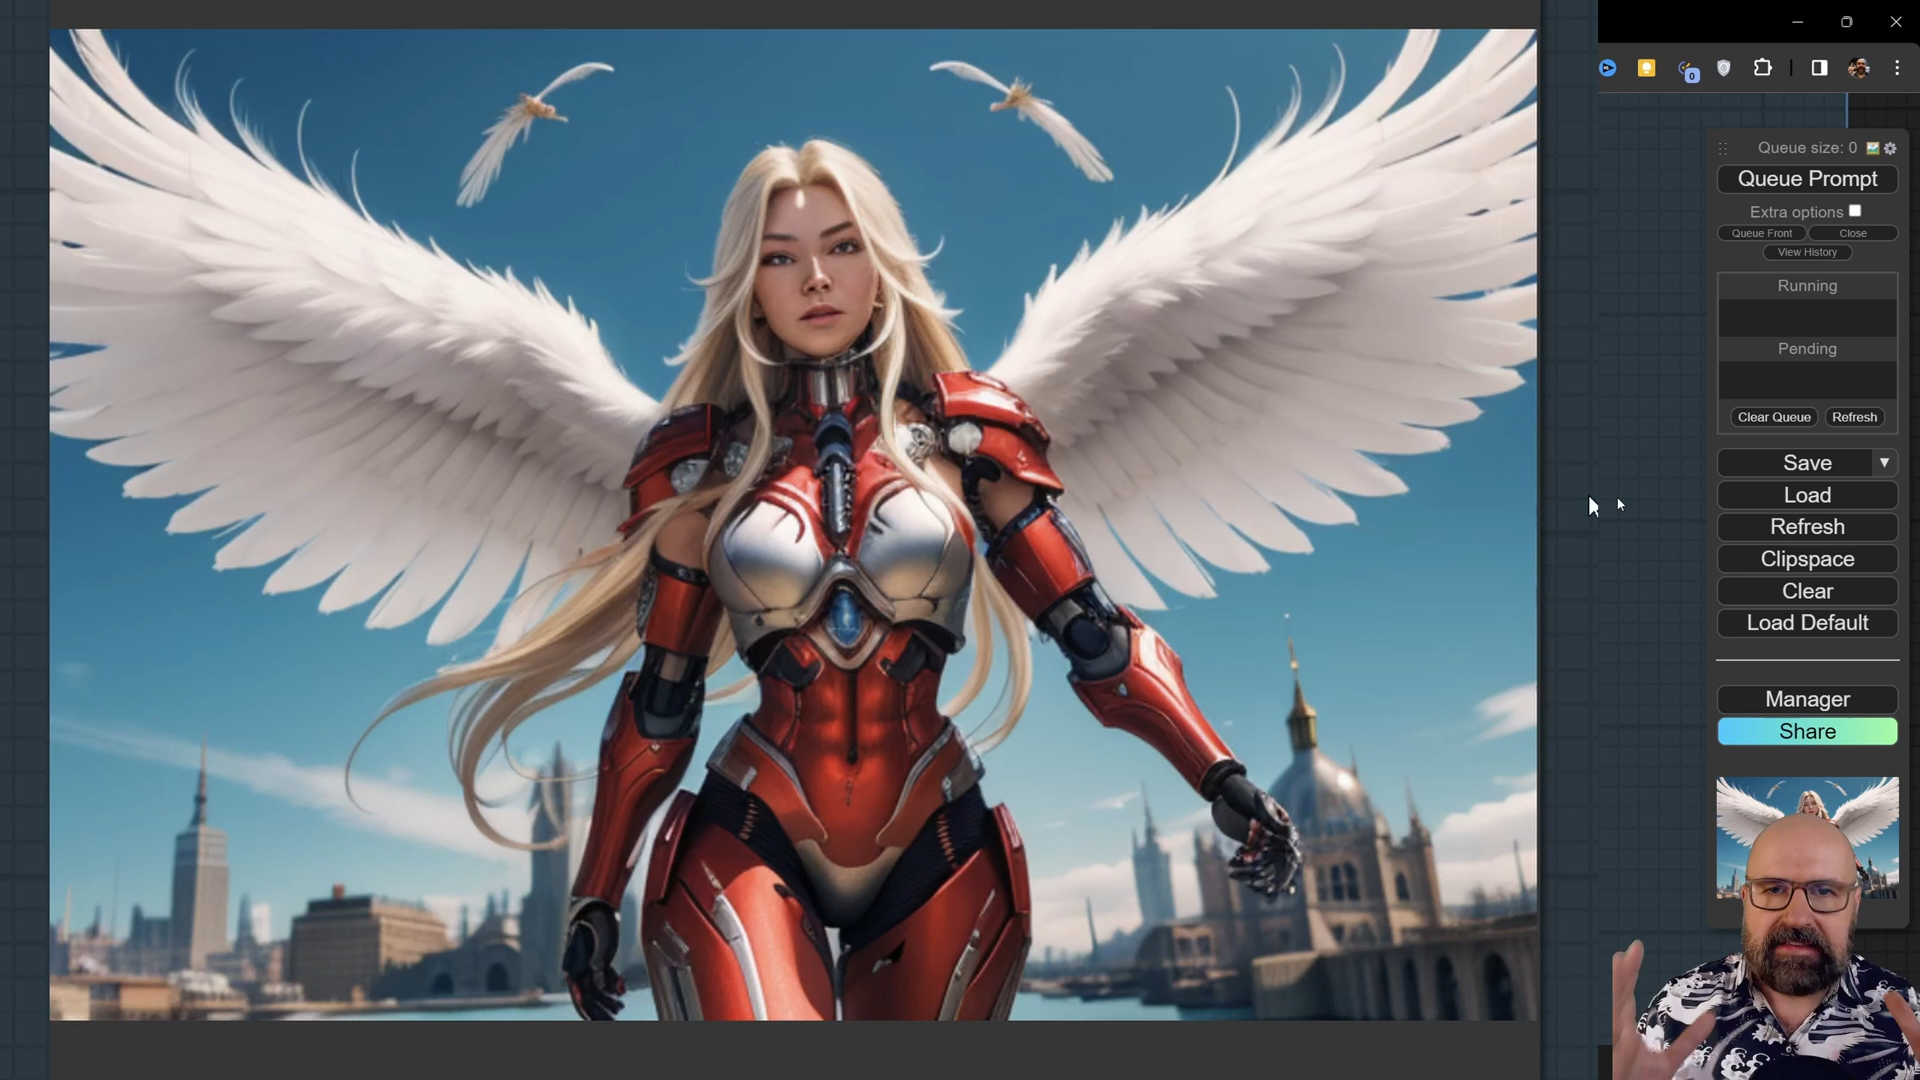 0
Queue size: 0
Queue Prompt
Extra options
Queue Front Close
View History
Running
Pending
Clear Queue Refresh
Save ▼
Load
Refresh
Clipspace
Clear
Load Default
Manager
Share